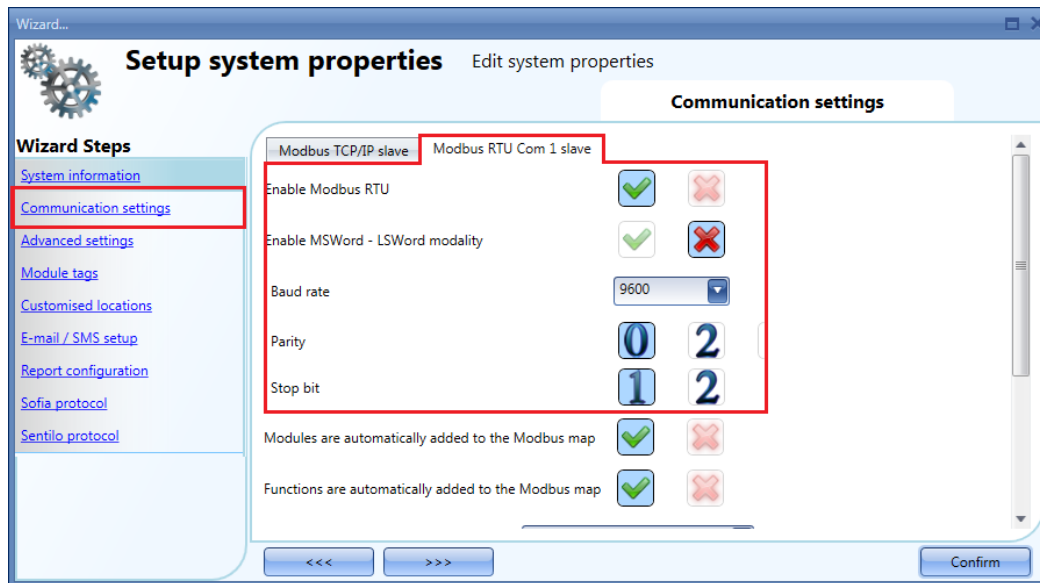 Wizard...
Setup system properties Edit system properties
Communication settings
Wizard Steps
System information
Communication settings
Advanced settings
Module tags
Customised locations
E-mail / SMS setup
Report configuration
Sofia protocol
Sentilo protocol
Modbus TCP/IP slave Modbus RTU Com 1 slave
Enable Modbus RTU
Enable MSWord - LSWord modality
Baud rate 9600
Parity 0 2
Stop bit 1 2
Modules are automatically added to the Modbus map
Functions are automatically added to the Modbus map
<<< >>> Confirm